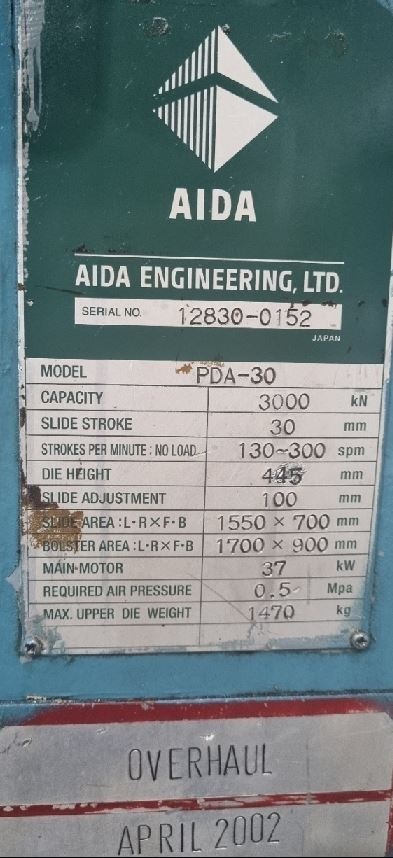 AIDA
AIDA ENGINEERING, LTD.
SERIAL NO. 12830-0152
JAPAN
MODEL PDA-30
CAPACITY 3000 kN
SLIDE STROKE 30 mm
STROKES PER MINUTE : NO LOAD 130~300 spm
DIE HEIGHT 445 mm
SLIDE ADJUSTMENT 100 mm
SLIDE AREA : L·R×F·B 1550 × 700 mm
BOLSTER AREA : L·R×F·B 1700 × 900 mm
MAIN-MOTOR 37 kW
REQUIRED AIR PRESSURE 0.5 Mpa
MAX. UPPER DIE WEIGHT 1470 kg
OVERHAUL
APRIL 2002